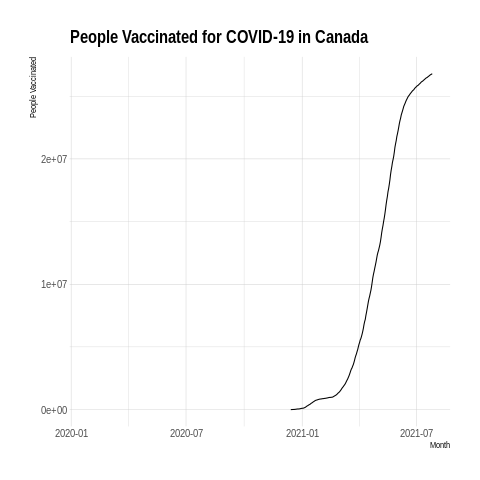 People Vaccinated for COVID-19 in Canada
People Vaccinated
2e+07
1e+07
0e+00
2020-01 2020-07 2021-01 2021-07
Month